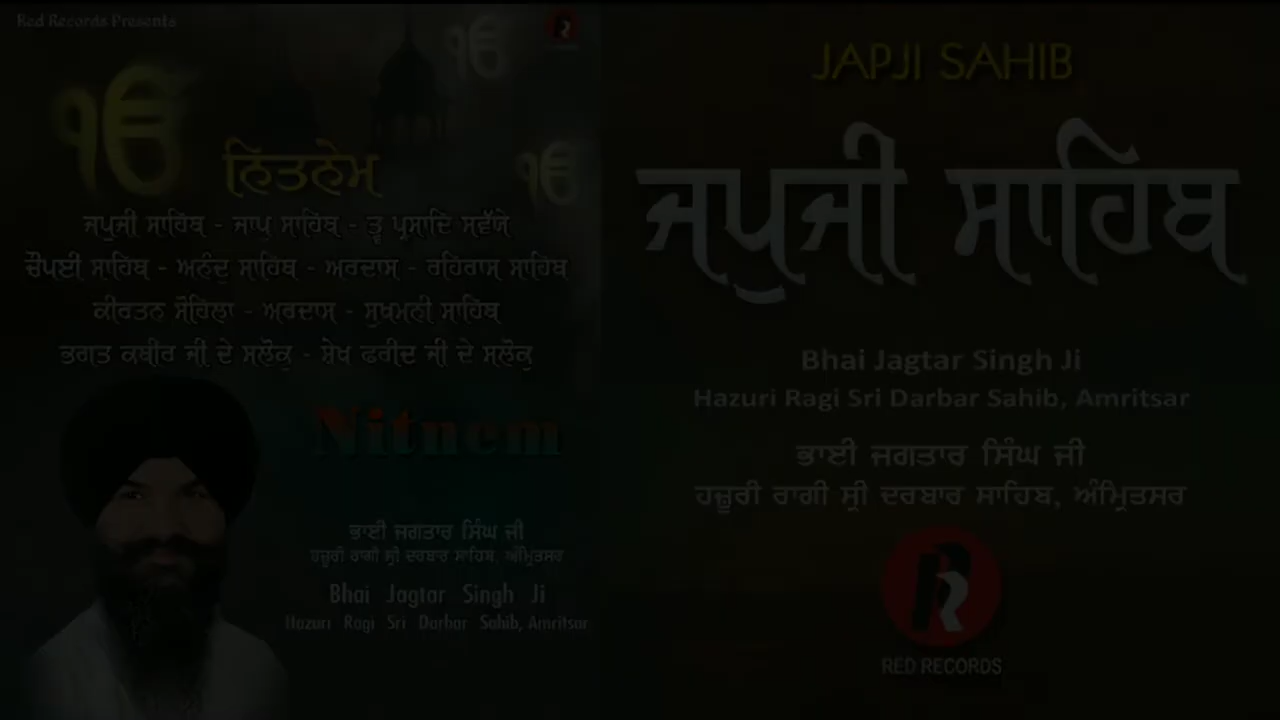 Red Records Presents
ੴ
ੴ
ੴ
ਨਿਤਨੇਮ
ਜਪੁਜੀ ਸਾਹਿਬ - ਜਾਪੁ ਸਾਹਿਬ - ਤ੍ਵ ਪ੍ਰਸਾਦਿ ਸਵੱਯੇ
ਚੌਪਈ ਸਾਹਿਬ - ਅਨੰਦੁ ਸਾਹਿਬ - ਅਰਦਾਸ - ਰਹਿਰਾਸ ਸਾਹਿਬ
ਕੀਰਤਨ ਸੋਹਿਲਾ - ਅਰਦਾਸ - ਸੁਖਮਨੀ ਸਾਹਿਬ
ਭਗਤ ਕਬੀਰ ਜੀ ਦੇ ਸਲੋਕੁ - ਸ਼ੇਖ ਫਰੀਦ ਜੀ ਦੇ ਸਲੋਕੁ
Nitnem
ਭਾਈ ਜਗਤਾਰ ਸਿੰਘ ਜੀ
ਹਜ਼ੂਰੀ ਰਾਗੀ ਸ੍ਰੀ ਦਰਬਾਰ ਸਾਹਿਬ, ਅੰਮ੍ਰਿਤਸਰ
Bhai Jagtar Singh Ji
Hazuri Ragi Sri Darbar Sahib, Amritsar
JAPJI SAHIB
ਜਪੁਜੀ ਸਾਹਿਬ
Bhai Jagtar Singh Ji
Hazuri Ragi Sri Darbar Sahib, Amritsar
ਭਾਈ ਜਗਤਾਰ ਸਿੰਘ ਜੀ
ਹਜ਼ੂਰੀ ਰਾਗੀ ਸ੍ਰੀ ਦਰਬਾਰ ਸਾਹਿਬ, ਅੰਮ੍ਰਿਤਸਰ
RED RECORDS